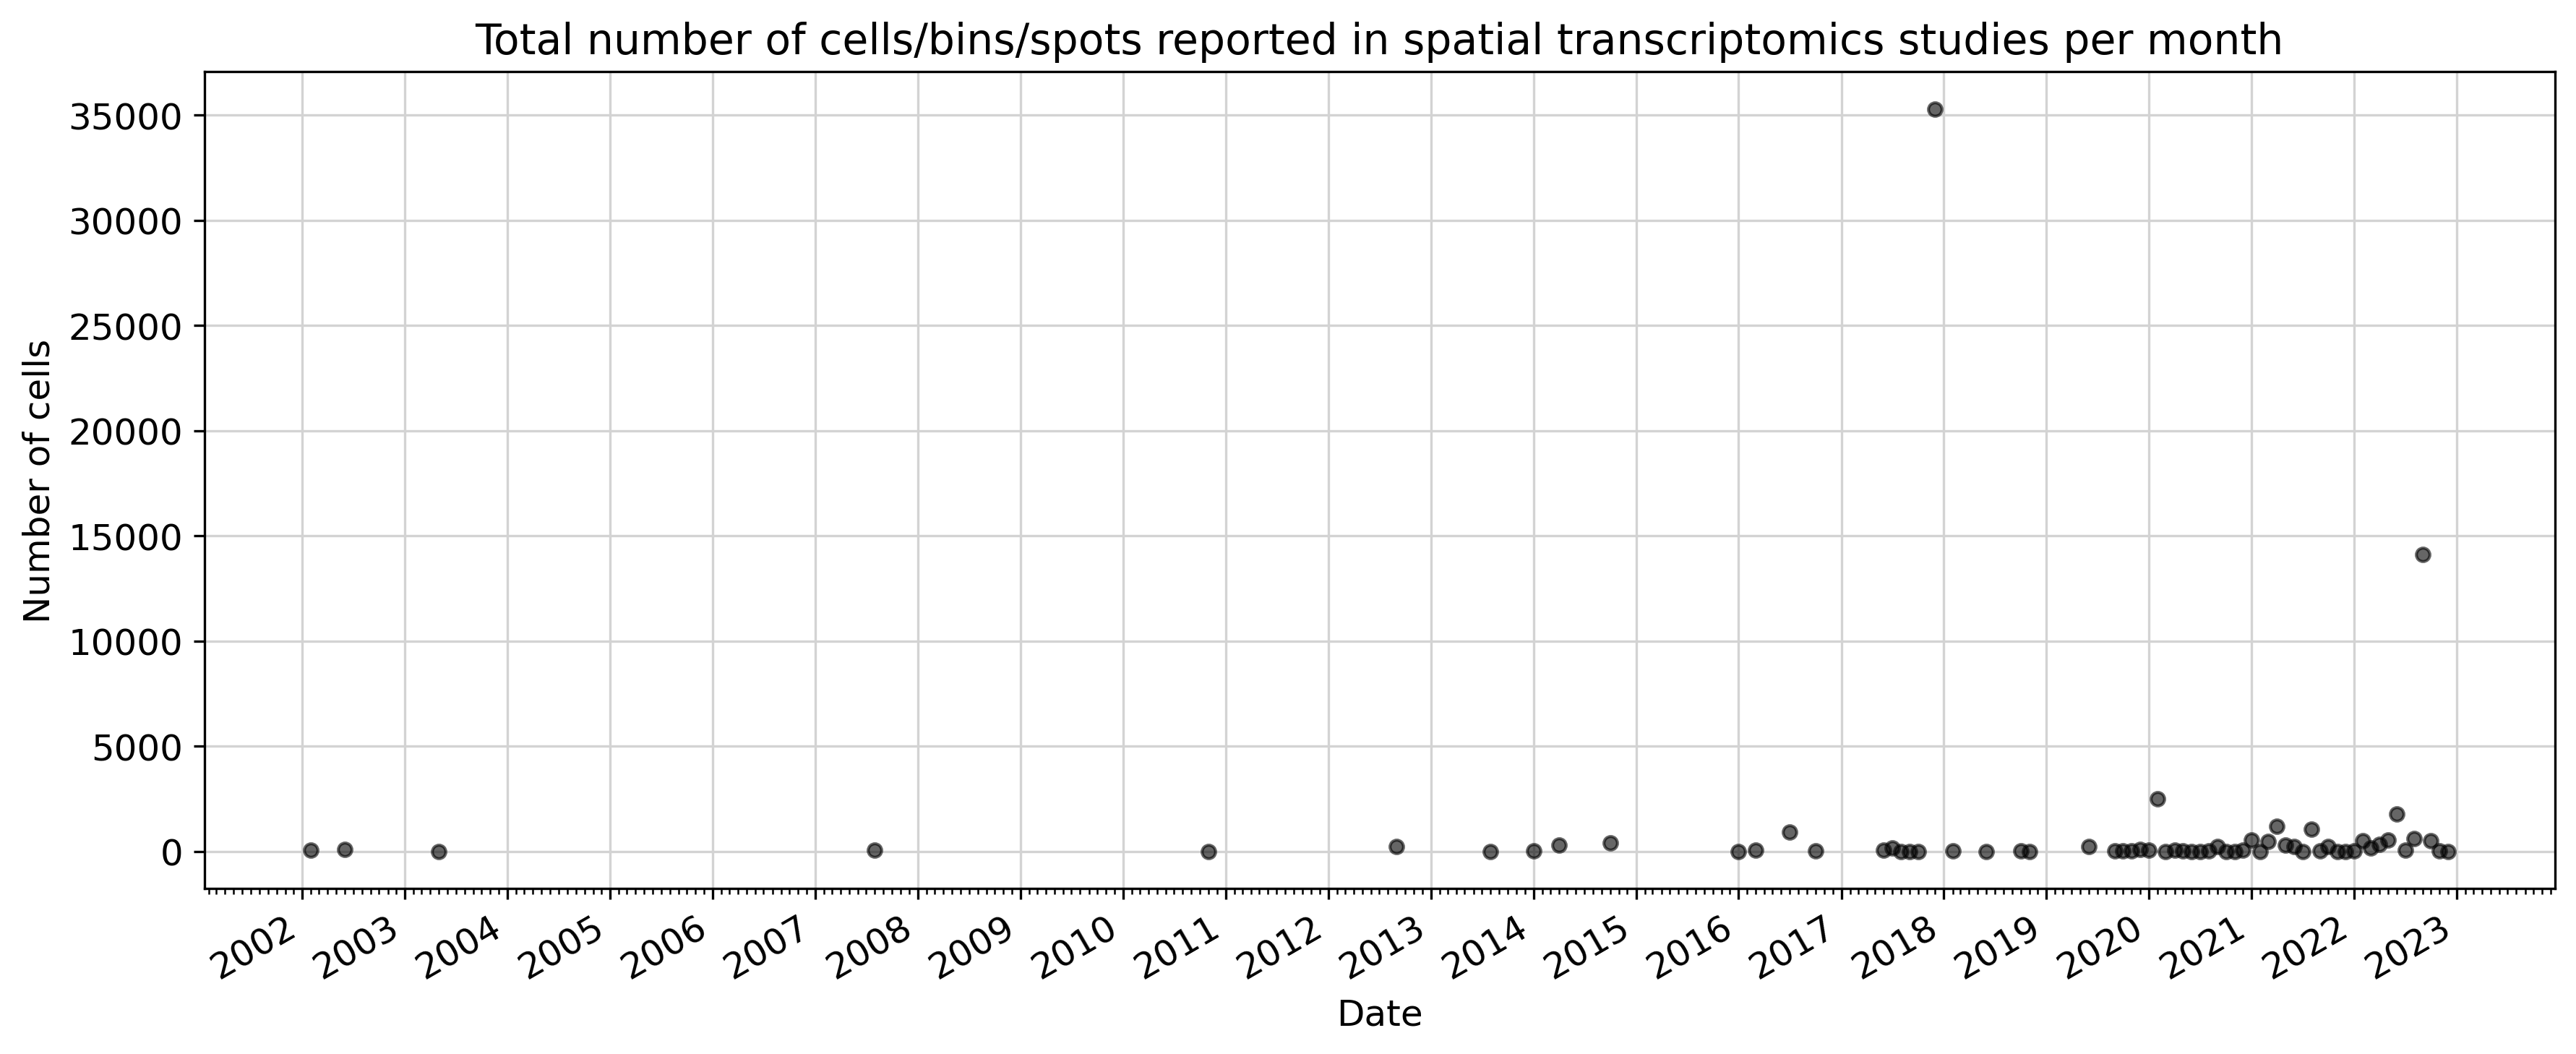 Total number of cells/bins/spots reported in spatial transcriptomics studies per month
35000
30000
25000
20000
15000
10000
5000
0
Number of cells
2002 2003 2004 2005 2006 2007 2008 2009 2010 2011 2012 2013 2014 2015 2016 2017 2018 2019 2020 2021 2022 2023
Date